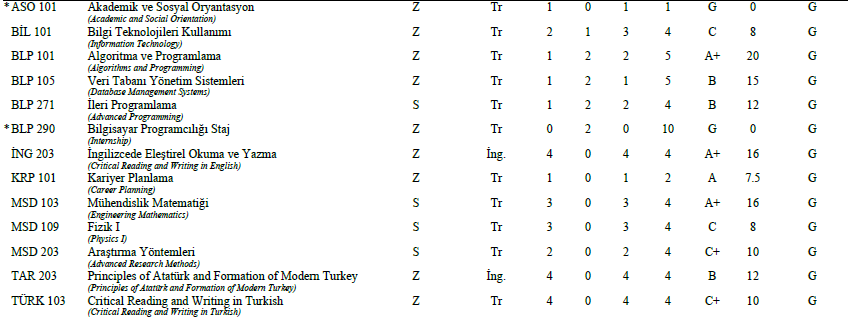 * ASO 101 Akademik ve Sosyal Oryantasyon Z Tr 1 0 1 1 G 0 G
(Academic and Social Orientation)
BİL 101 Bilgi Teknolojileri Kullanımı Z Tr 2 1 3 4 C 8 G
(Information Technology)
BLP 101 Algoritma ve Programlama Z Tr 1 2 2 5 A+ 20 G
(Algorithms and Programming)
BLP 105 Veri Tabanı Yönetim Sistemleri Z Tr 1 2 1 5 B 15 G
(Database Management Systems)
BLP 271 İleri Programlama S Tr 1 2 2 4 B 12 G
(Advanced Programming)
* BLP 290 Bilgisayar Programcılığı Staj Z Tr 0 2 0 10 G 0 G
(Internship)
İNG 203 İngilizcede Eleştirel Okuma ve Yazma Z İng. 4 0 4 4 A+ 16 G
(Critical Reading and Writing in English)
KRP 101 Kariyer Planlama Z Tr 1 0 1 2 A 7.5 G
(Career Planning)
MSD 103 Mühendislik Matematiği S Tr 3 0 3 4 A+ 16 G
(Engineering Mathematics)
MSD 109 Fizik I S Tr 3 0 3 4 C 8 G
(Physics I)
MSD 203 Araştırma Yöntemleri S Tr 2 0 2 4 C+ 10 G
(Advanced Research Methods)
TAR 203 Principles of Atatürk and Formation of Modern Turkey Z İng. 4 0 4 4 B 12 G
(Principles of Atatürk and Formation of Modern Turkey)
TÜRK 103 Critical Reading and Writing in Turkish Z Tr 4 0 4 4 C+ 10 G
(Critical Reading and Writing in Turkish)